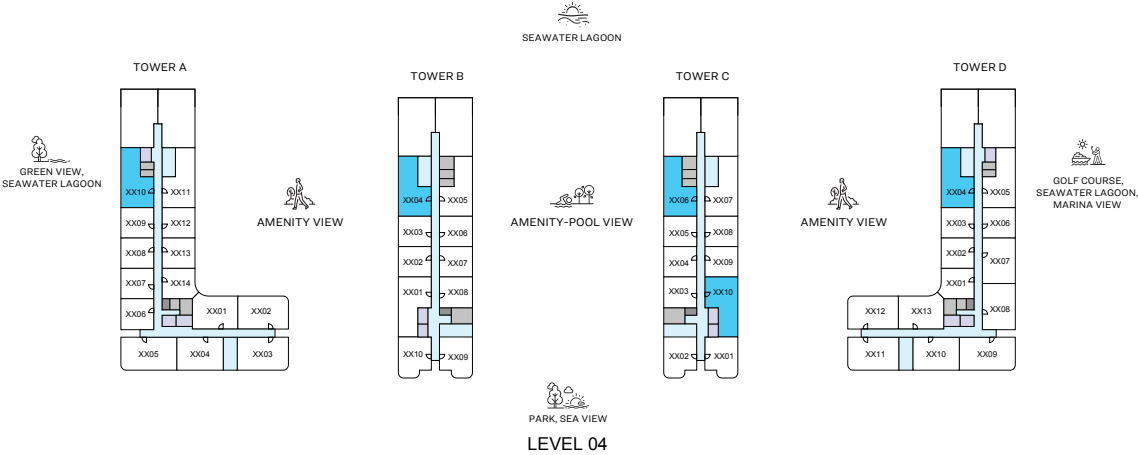 SEAWATER LAGOON
TOWER A
TOWER B
TOWER C
TOWER D
GREEN VIEW,
SEAWATER LAGOON
AMENITY VIEW
AMENITY-POOL VIEW
AMENITY VIEW
GOLF COURSE,
SEAWATER LAGOON,
MARINA VIEW
XX10 XX11
XX09 XX12
XX08 XX13
XX07 XX14
XX06 XX01 XX02
XX05 XX04 XX03
XX04 XX05
XX03 XX06
XX02 XX07
XX01 XX08
XX10 XX09
XX06 XX07
XX05 XX08
XX04 XX09
XX03 XX10
XX02 XX01
XX04 XX05
XX03 XX06
XX02 XX07
XX01
XX12 XX13 XX08
XX11 XX10 XX09
PARK, SEA VIEW
LEVEL 04